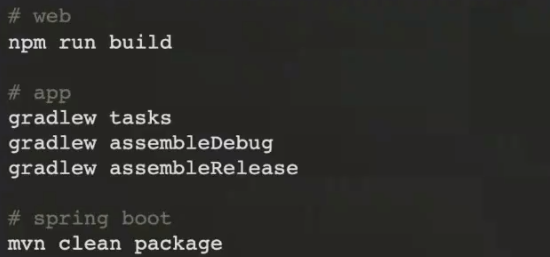 # web
npm run build
# app
gradlew tasks
gradlew assembleDebug
gradlew assembleRelease
# spring boot
mvn clean package